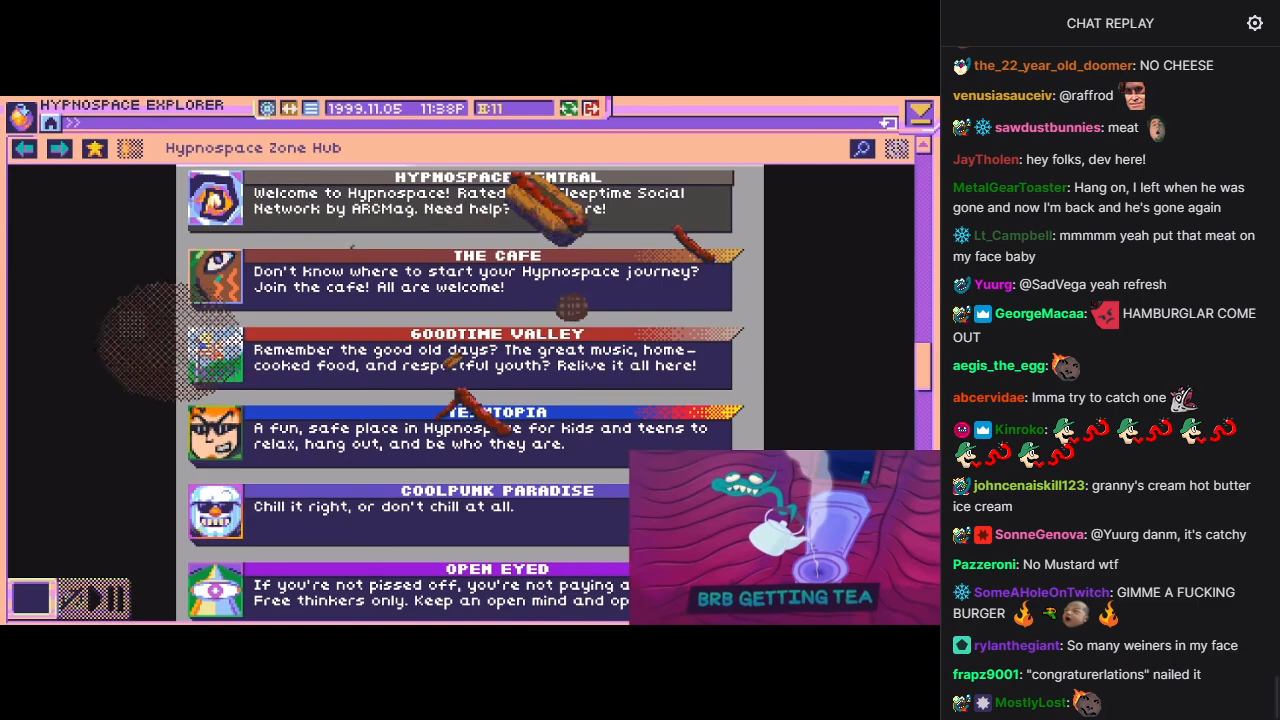 HYPNOSPACE EXPLORER
1999.11.05 11:38P
:11
>>
Hypnospace Zone Hub
HYPNOSPACE CENTRAL
Welcome to Hypnospace! Rated Sleeptime Social
Network by ARCMag. Need help?
THE CAFE
Don't know where to start your Hypnospace journey?
Join the cafe! All are welcome!
GOODTIME VALLEY
Remember the good old days? The great music, home-
cooked food, and respectful youth? Relive it all here!
TEENTOPIA
A fun, safe place in Hypnospace for kids and teens to
relax, hang out, and be who they are.
COOLPUNK PARADISE
Chill it right, or don't chill at all.
OPEN EYED
If you're not pissed off, you're not paying a
Free thinkers only. Keep an open mind and op
BRB GETTING TEA
CHAT REPLAY
the_22_year_old_doomer: NO CHEESE
venusiasauceiv: @raffrod
sawdustbunnies: meat
JayTholen: hey folks, dev here!
MetalGearToaster: Hang on, I left when he was
gone and now I'm back and he's gone again
Lt_Campbell: mmmmm yeah put that meat on
my face baby
Yuurg: @SadVega yeah refresh
GeorgeMacaa: HAMBURGLAR COME
OUT
aegis_the_egg:
abcervidae: Imma try to catch one
Kinroko:
johncenaiskill123: granny's cream hot butter
ice cream
SonneGenova: @Yuurg danm, it's catchy
Pazzeroni: No Mustard wtf
SomeAHoleOnTwitch: GIMME A FUCKING
BURGER
rylanthegiant: So many weiners in my face
frapz9001: "congraturerlations" nailed it
MostlyLost: